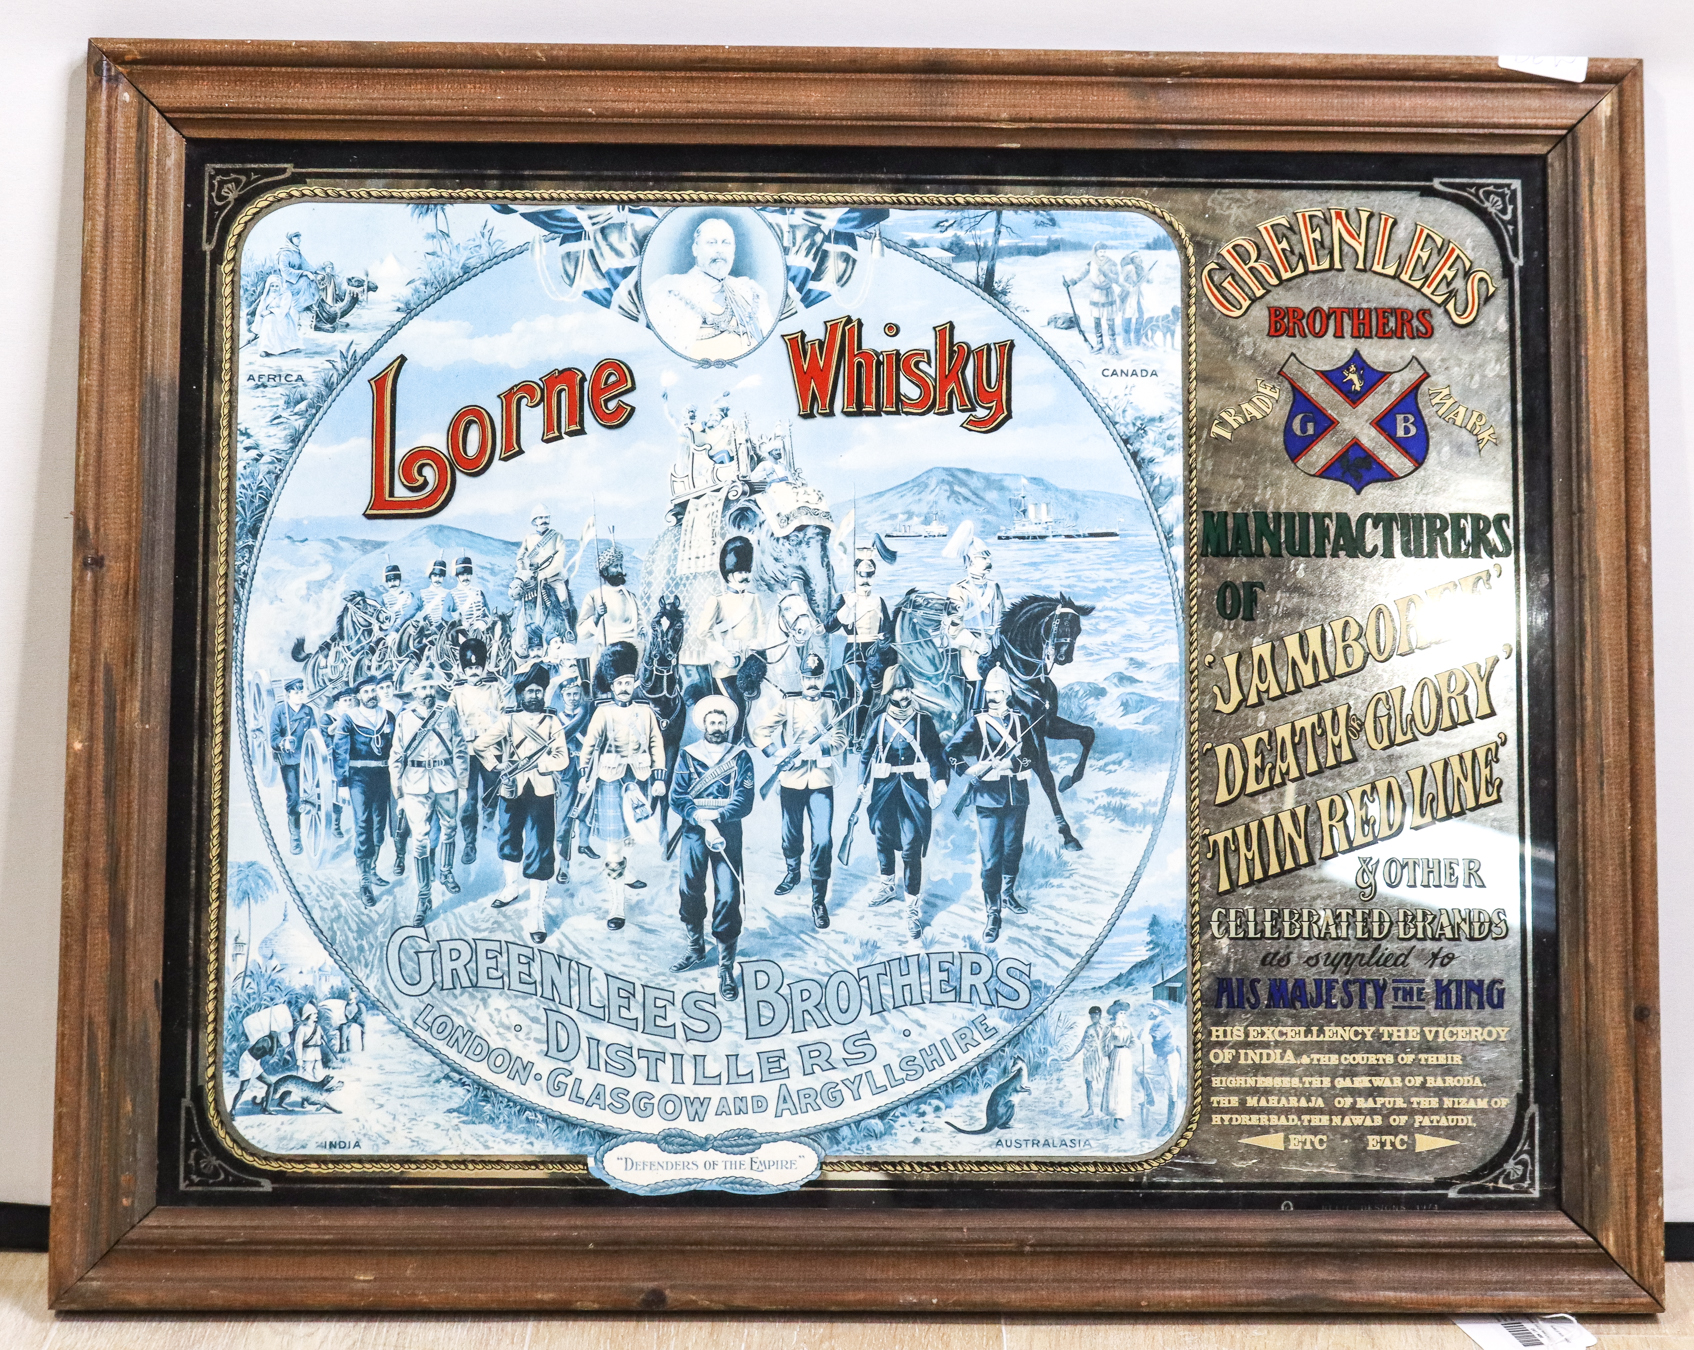 Lorne Whisky
AFRICA
CANADA
GREENLEES BROTHERS
· DISTILLERS ·
LONDON · GLASGOW AND ARGYLLSHIRE
INDIA
AUSTRALASIA
"DEFENDERS OF THE EMPIRE"
GREENLEES
BROTHERS
TRADE MARK
G B
MANUFACTURERS
OF
'JAMBOREE'
'DEATH & GLORY'
'THIN RED LINE'
& OTHER
CELEBRATED BRANDS
as supplied to
HIS MAJESTY THE KING
HIS EXCELLENCY THE VICEROY
OF INDIA, & THE COURTS OF THEIR
HIGHNESSES, THE GAEKWAR OF BARODA,
THE MAHARAJA OF RAPUR, THE NIZAM OF
HYDRERBAD, THE NAWAB OF PATAUDI,
ETC · ETC
DESIGNS